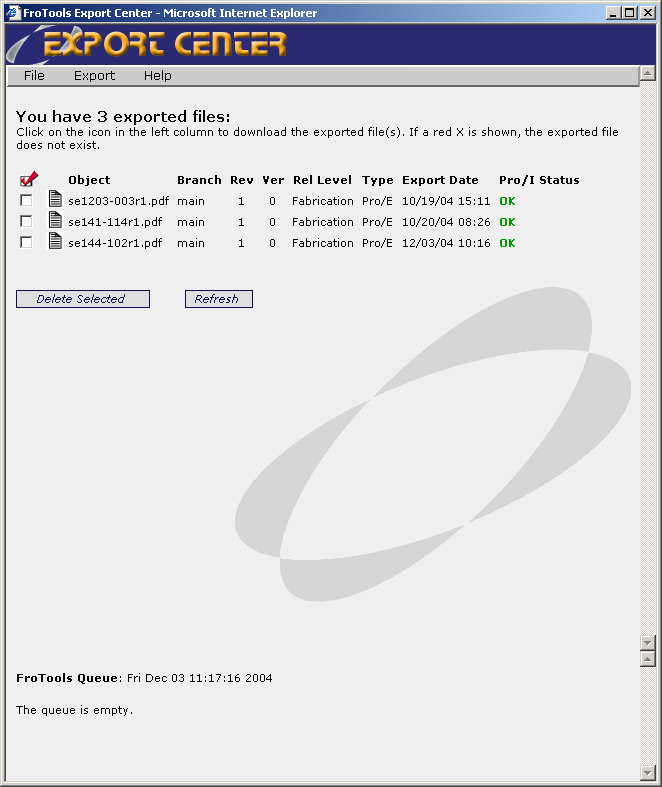 FroTools Export Center - Microsoft Internet Explorer
EXPORT CENTER
File Export Help
You have 3 exported files:
Click on the icon in the left column to download the exported file(s). If a red X is shown, the exported file
does not exist.
Object Branch Rev Ver Rel Level Type Export Date Pro/I Status
se1203-003r1.pdf main 1 0 Fabrication Pro/E 10/19/04 15:11 OK
se141-114r1.pdf main 1 0 Fabrication Pro/E 10/20/04 08:26 OK
se144-102r1.pdf main 1 0 Fabrication Pro/E 12/03/04 10:16 OK
Delete Selected Refresh
FroTools Queue: Fri Dec 03 11:17:16 2004
The queue is empty.